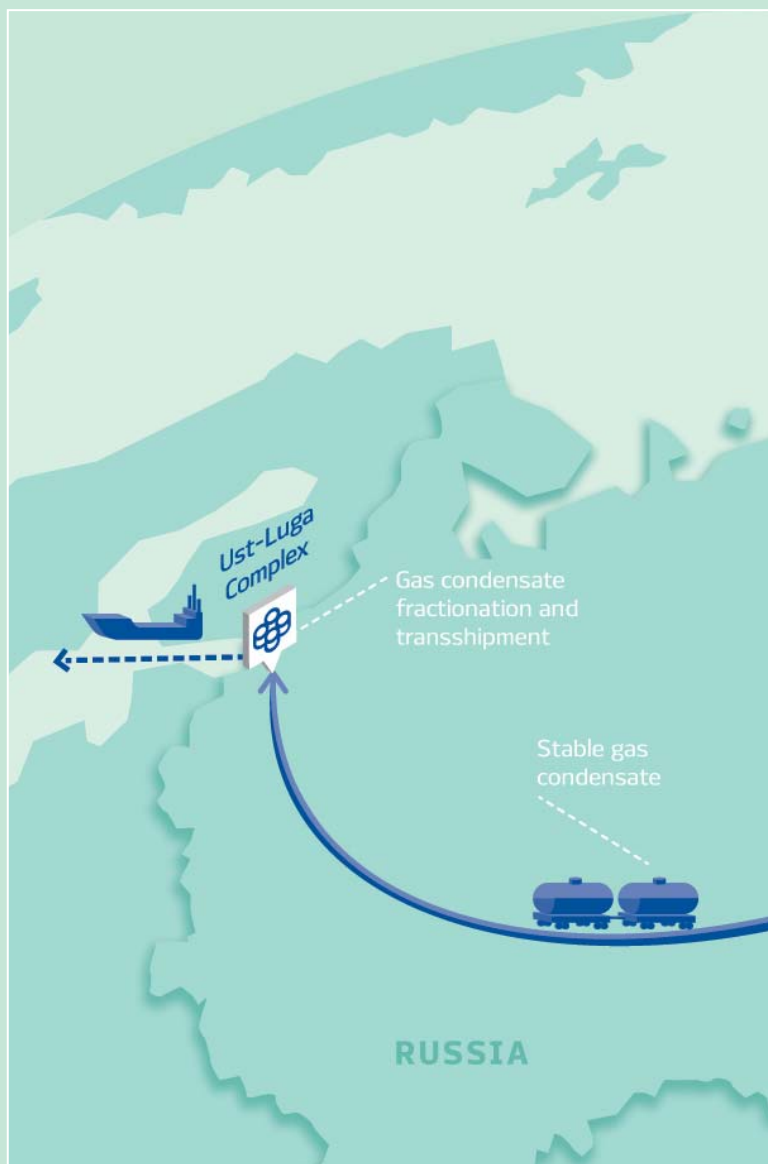 Ust-Luga
Complex
Gas condensate
fractionation and
transshipment
Stable gas
condensate
RUSSIA